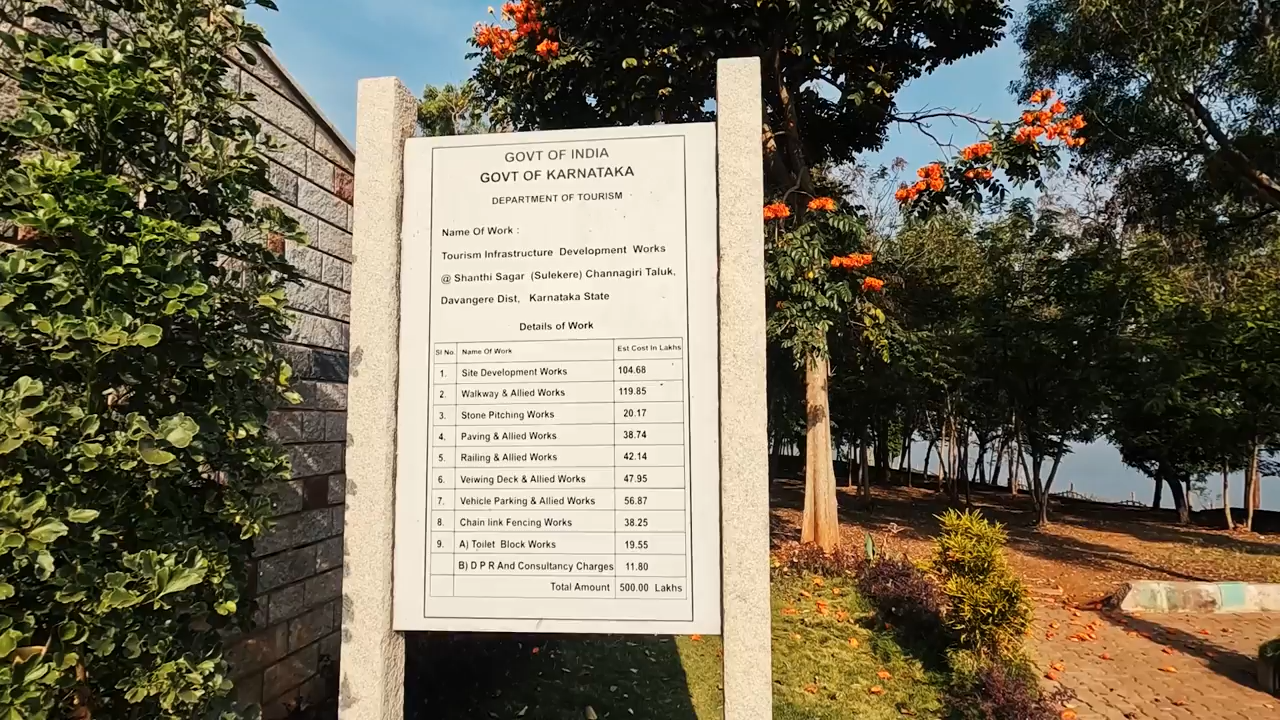 GOVT OF INDIA
GOVT OF KARNATAKA
DEPARTMENT OF TOURISM
Name Of Work :
Tourism Infrastructure Development Works
@ Shanthi Sagar (Sulekere) Channagiri Taluk,
Davangere Dist, Karnataka State
Details of Work
Sl No. Name Of Work Est Cost In Lakhs
1. Site Development Works 104.68
2. Walkway & Allied Works 119.85
3. Stone Pitching Works 20.17
4. Paving & Allied Works 38.74
5. Railing & Allied Works 42.14
6. Veiwing Deck & Allied Works 47.95
7. Vehicle Parking & Allied Works 56.87
8. Chain link Fencing Works 38.25
9. A) Toilet Block Works 19.55
B) D P R And Consultancy Charges 11.80
Total Amount 500.00 Lakhs